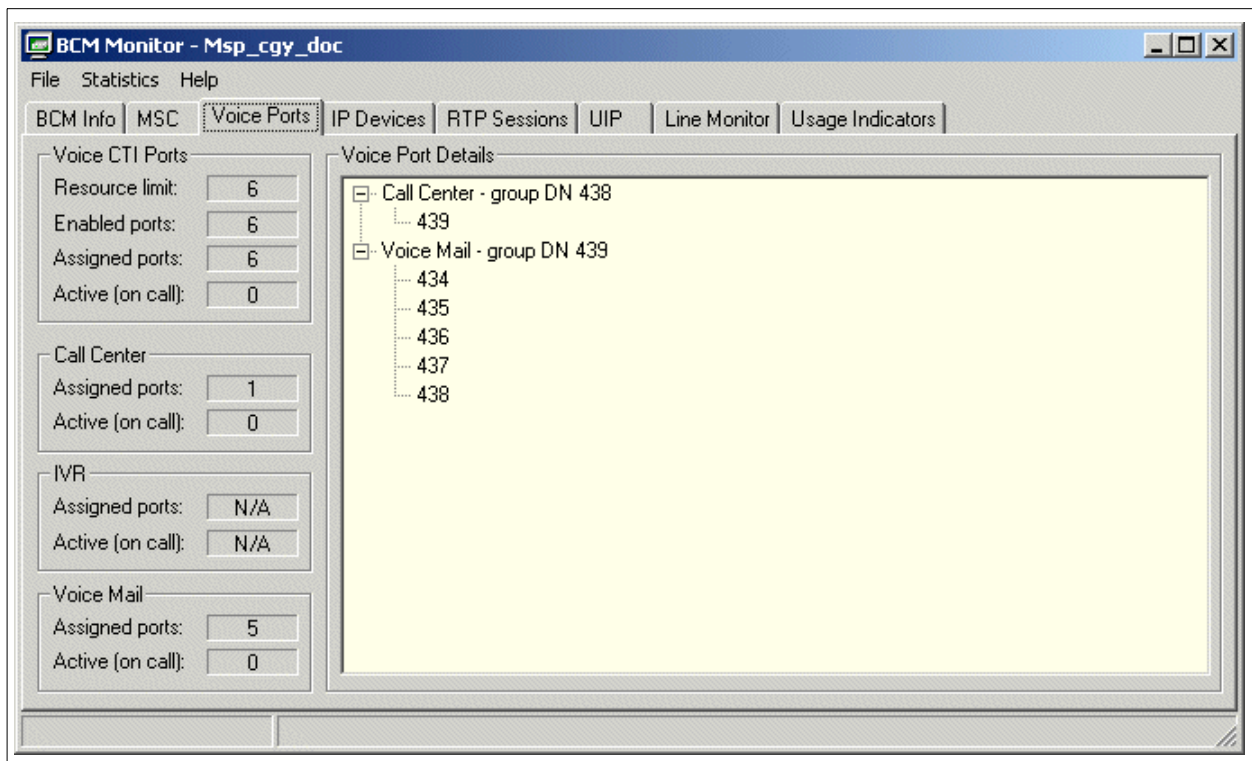 BCM Monitor - Msp_cgy_doc
File Statistics Help
BCM Info MSC Voice Ports IP Devices RTP Sessions UIP Line Monitor Usage Indicators
Voice CTI Ports
Resource limit: 6
Enabled ports: 6
Assigned ports: 6
Active (on call): 0
Call Center
Assigned ports: 1
Active (on call): 0
IVR
Assigned ports: N/A
Active (on call): N/A
Voice Mail
Assigned ports: 5
Active (on call): 0
Voice Port Details
Call Center - group DN 438
439
Voice Mail - group DN 439
434
435
436
437
438